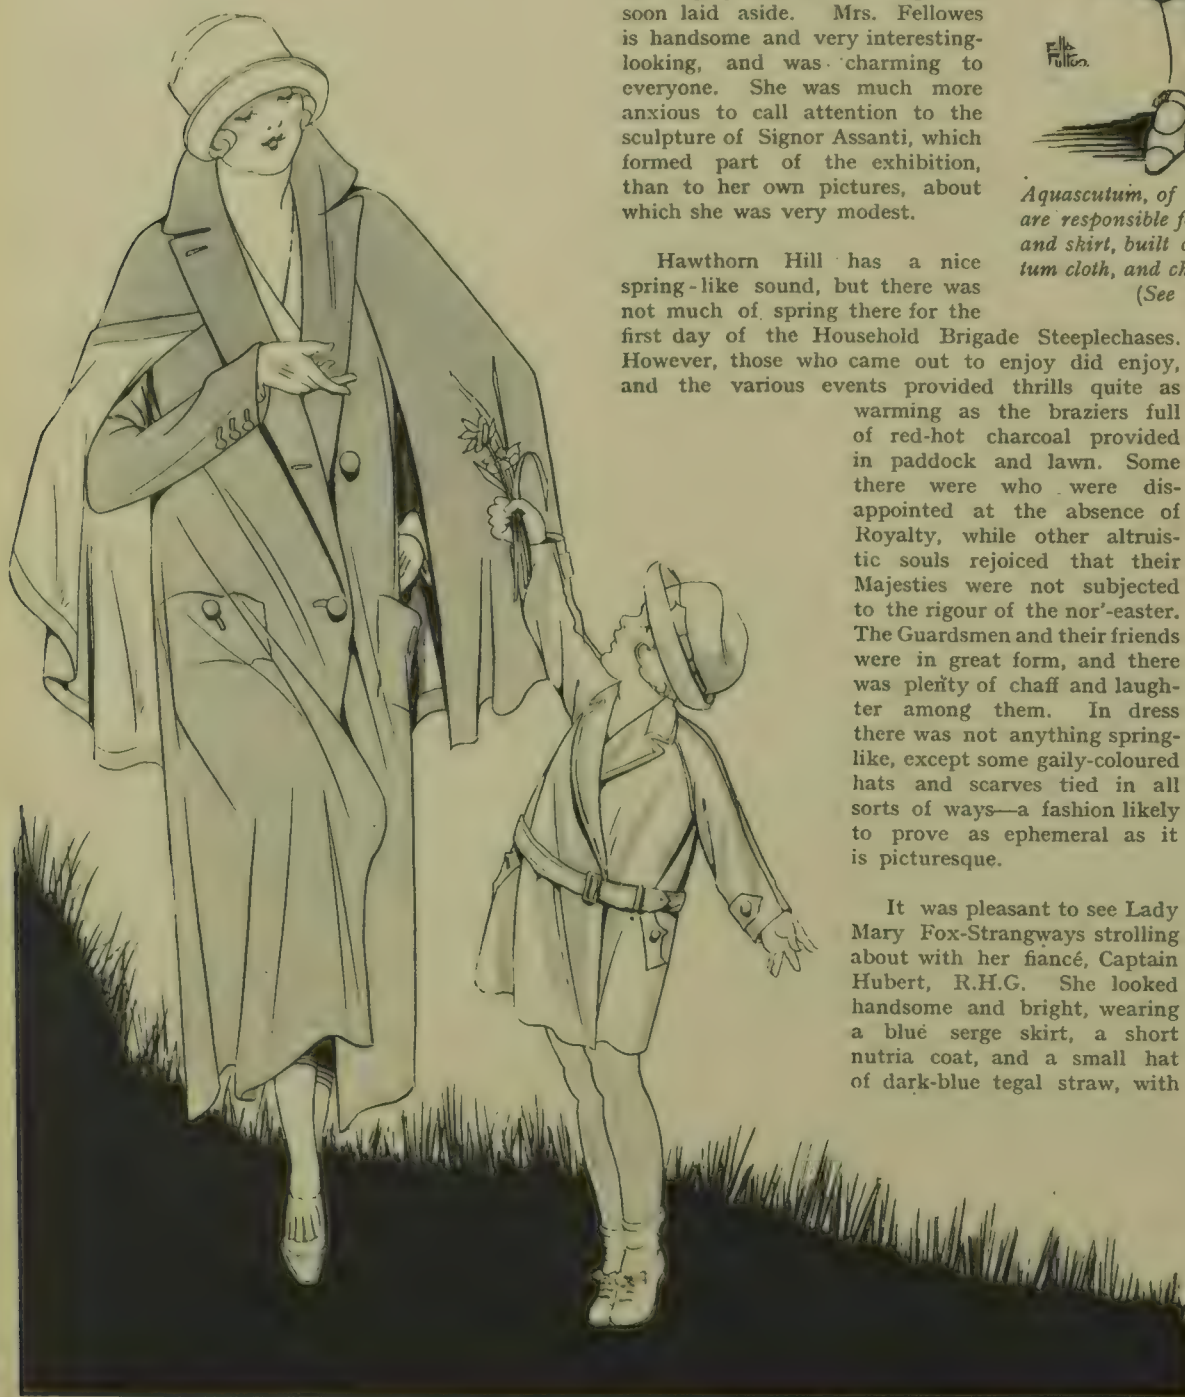 soon laid aside. Mrs. Fellowes
is handsome and very interesting-
looking, and was charming to
everyone. She was much more
anxious to call attention to the
sculpture of Signor Assanti, which
formed part of the exhibition,
than to her own pictures, about
which she was very modest.
Hawthorn Hill has a nice
spring-like sound, but there was
not much of spring there for the
first day of the Household Brigade Steeplechases.
However, those who came out to enjoy did enjoy,
and the various events provided thrills quite as
warming as the braziers full
of red-hot charcoal provided
in paddock and lawn. Some
there were who were dis-
appointed at the absence of
Royalty, while other altruis-
tic souls rejoiced that their
Majesties were not subjected
to the rigour of the nor'-easter.
The Guardsmen and their friends
were in great form, and there
was plenty of chaff and laugh-
ter among them. In dress
there was not anything spring-
like, except some gaily-coloured
hats and scarves tied in all
sorts of ways—a fashion likely
to prove as ephemeral as it
is picturesque.
It was pleasant to see Lady
Mary Fox-Strangways strolling
about with her fiancé, Captain
Hubert, R.H.G. She looked
handsome and bright, wearing
a blue serge skirt, a short
nutria coat, and a small hat
of dark-blue tegal straw, with
Fulton.
Aquascutum, of
are responsible
and skirt, built
tum cloth, and
(See